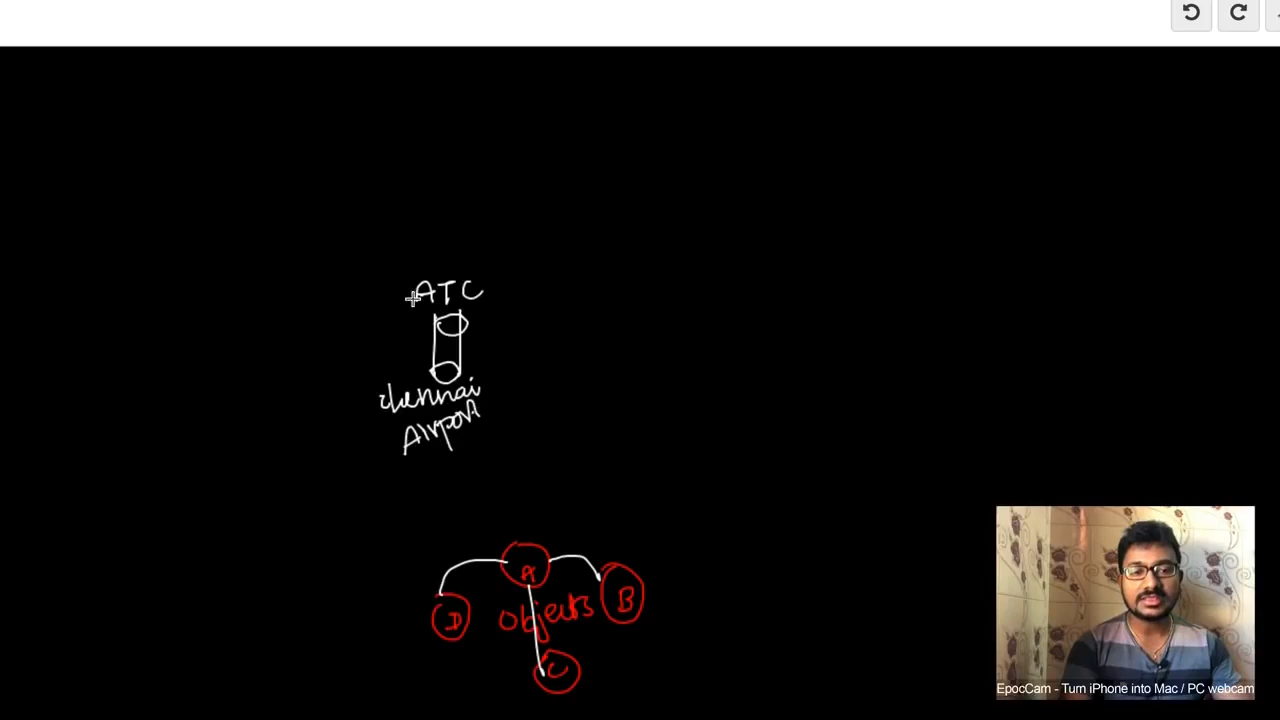 ATC
chennai
Airport
A
D
Objects
B
C
EpocCam - Turn iPhone into Mac / PC webcam